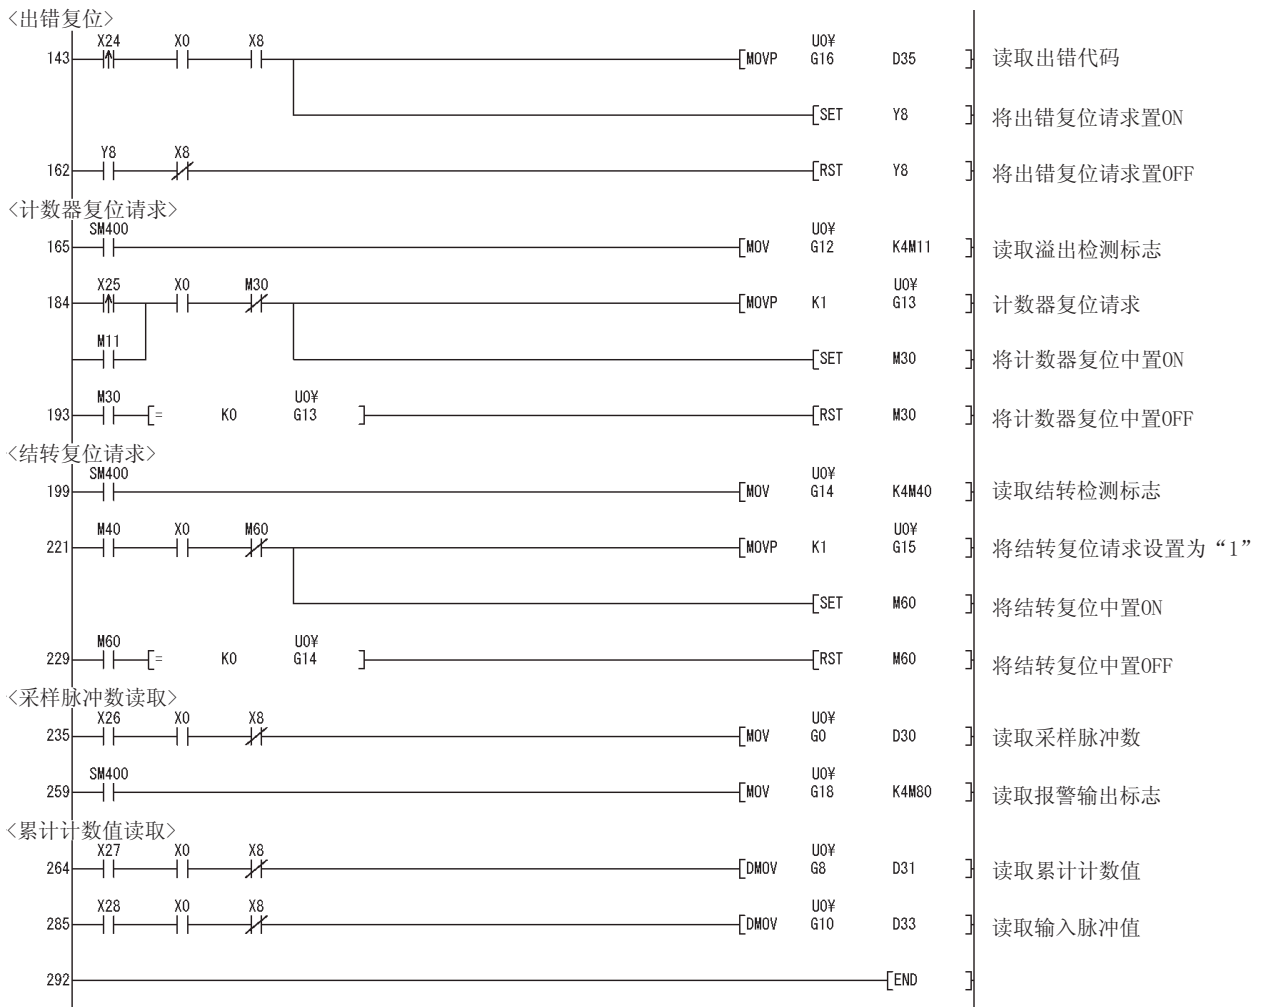 <出错复位>
X24 X0 X8 U0¥
143 MOVP G16 D35 读取出错代码
SET Y8 将出错复位请求置ON
Y8 X8
162 RST Y8 将出错复位请求置OFF
<计数器复位请求>
SM400 U0¥
165 MOV G12 K4M11 读取溢出检测标志
X25 X0 M30 U0¥
184 MOVP K1 G13 计数器复位请求
M11
SET M30 将计数器复位中置ON
M30 U0¥
193 = K0 G13 RST M30 将计数器复位中置OFF
<结转复位请求>
SM400 U0¥
199 MOV G14 K4M40 读取结转检测标志
M40 X0 M60 U0¥
221 MOVP K1 G15 将结转复位请求设置为“1”
SET M60 将结转复位中置ON
M60 U0¥
229 = K0 G14 RST M60 将结转复位中置OFF
<采样脉冲数读取>
X26 X0 X8 U0¥
235 MOV G0 D30 读取采样脉冲数
SM400 U0¥
259 MOV G18 K4M80 读取报警输出标志
<累计计数值读取>
X27 X0 X8 U0¥
264 DMOV G8 D31 读取累计计数值
X28 X0 X8 U0¥
285 DMOV G10 D33 读取输入脉冲值
292 END